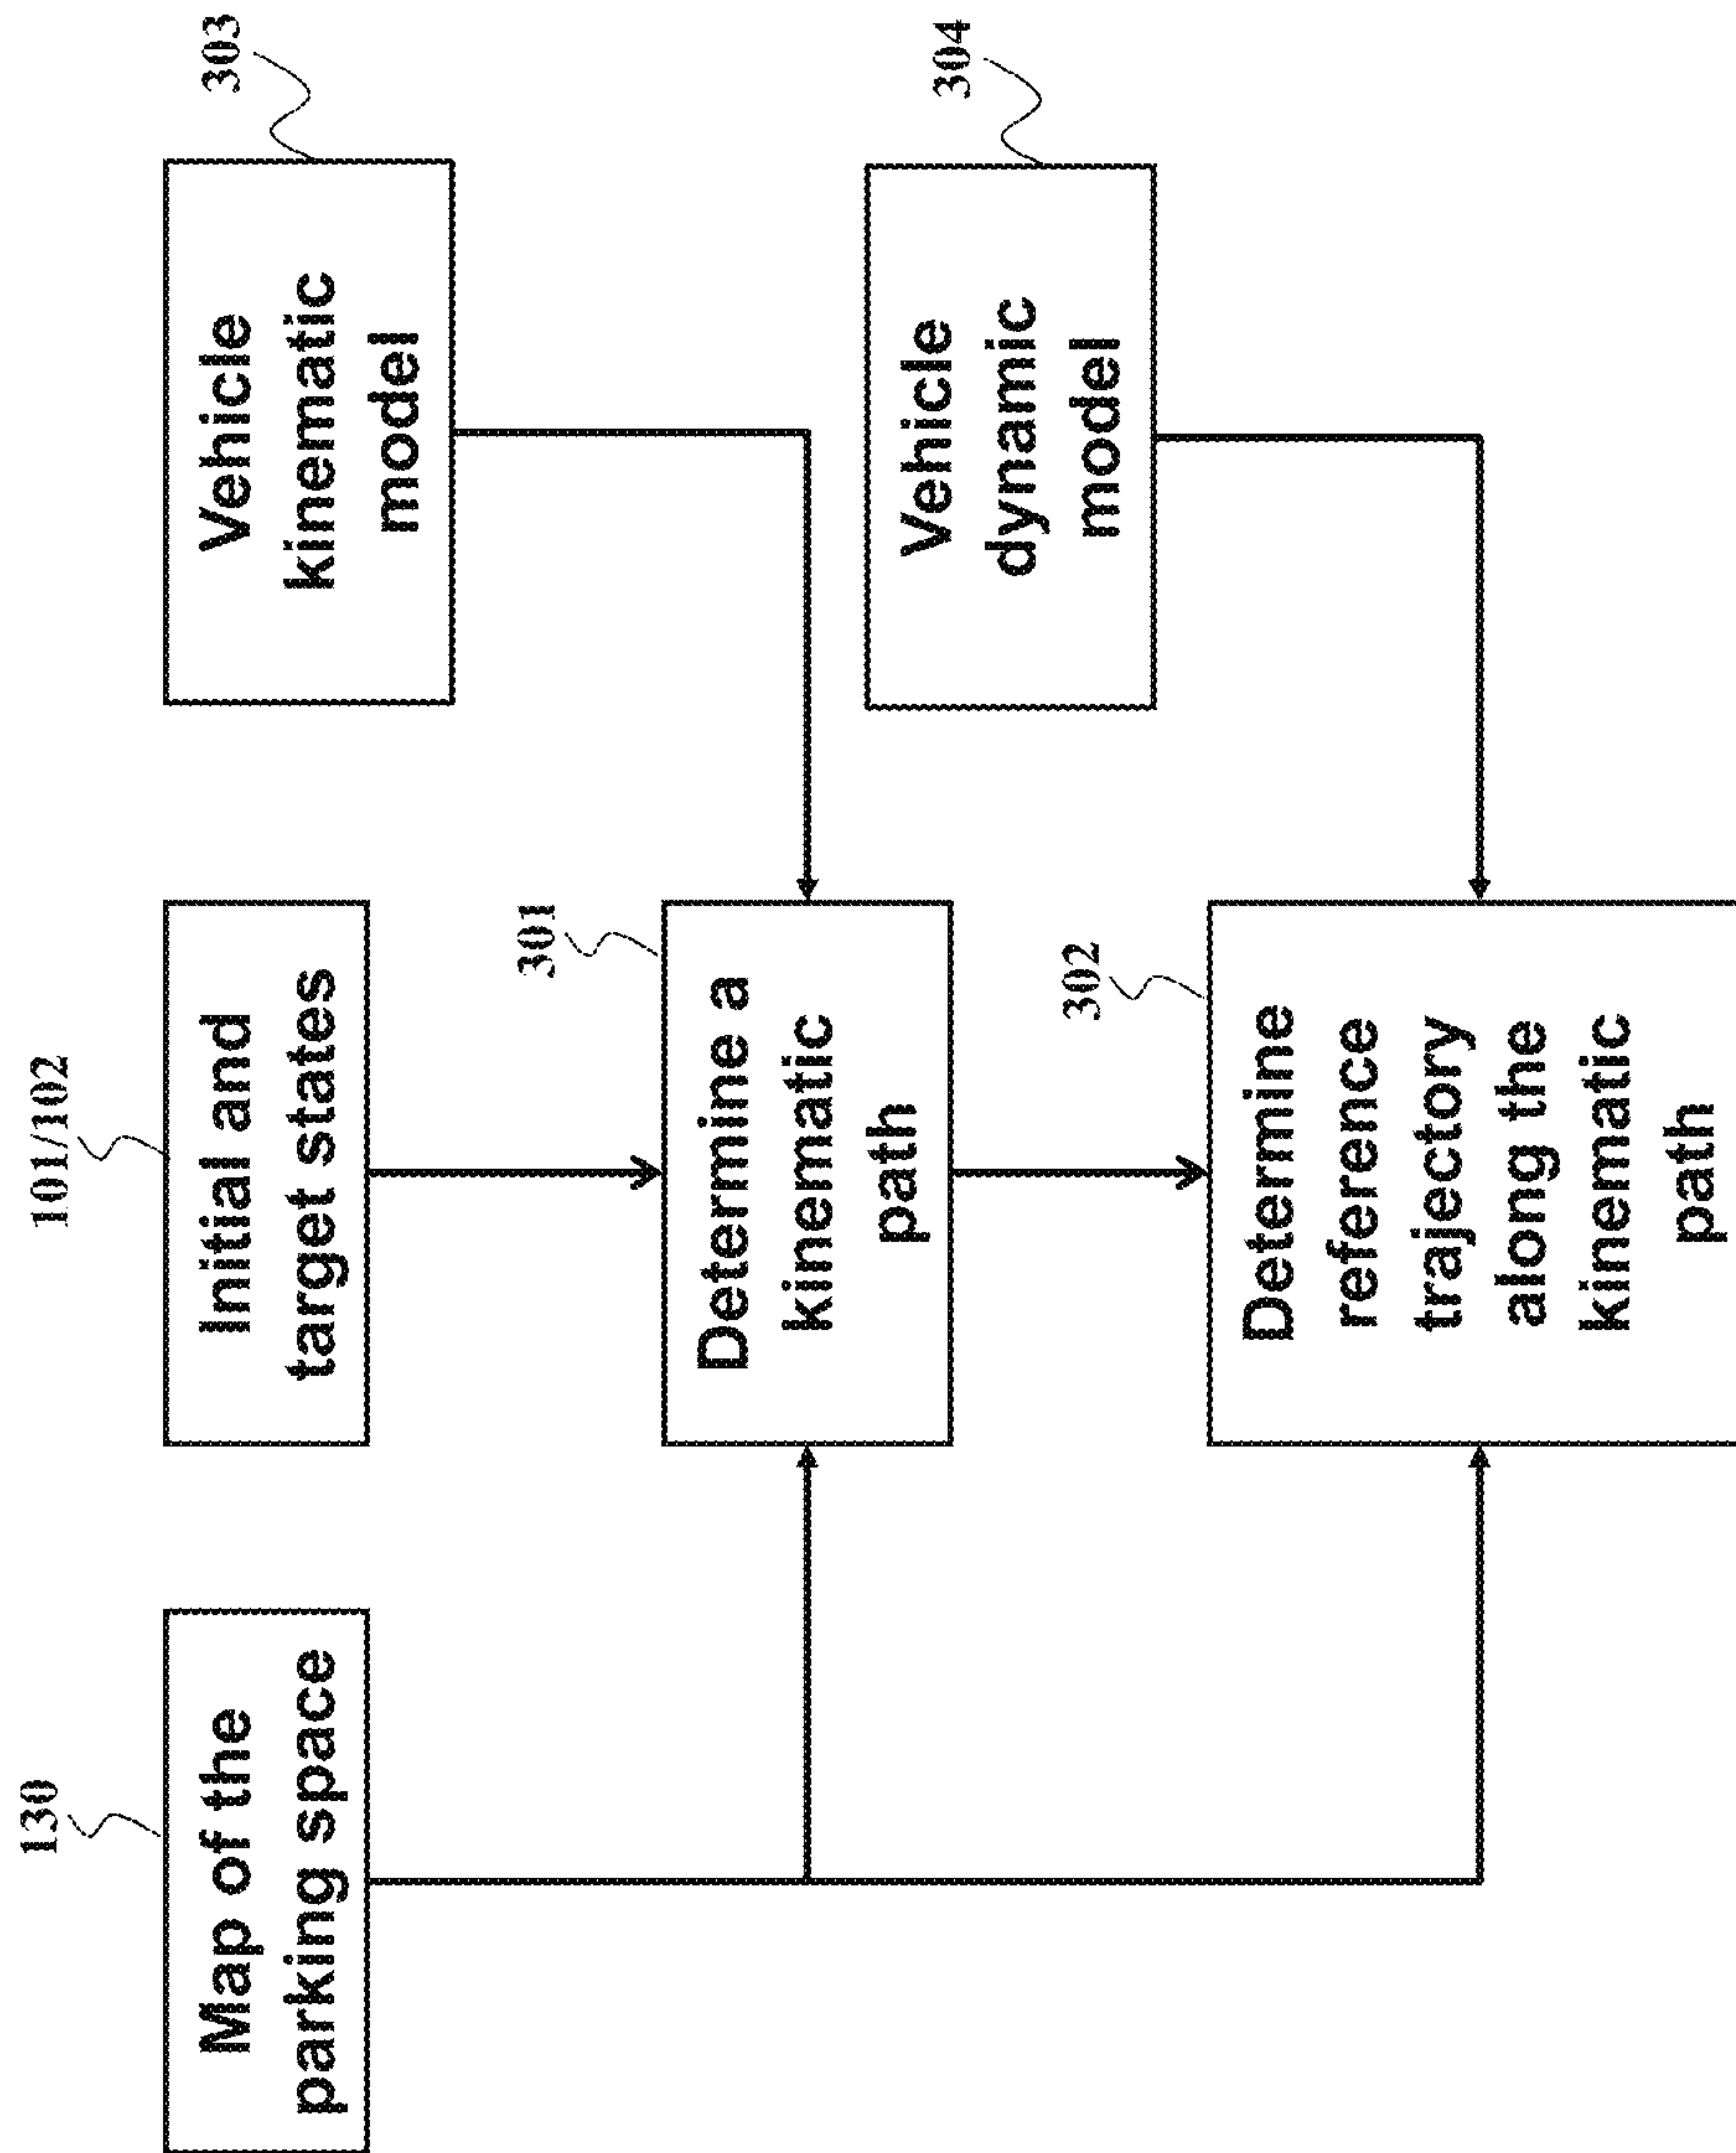 130
Map of the
parking space
101/102
Initial and
target states
303
Vehicle
kinematic
model
301
Determine a
kinematic
path
304
Vehicle
dynamic
model
302
Determine
reference
trajectory
along the
kinematic
path